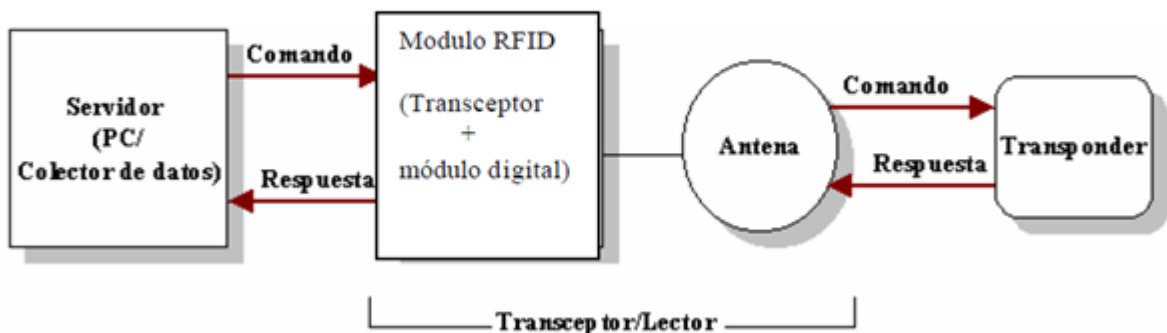 Servidor
(PC/
Colector de datos)
Comando
Respuesta
Modulo RFID
(Transceptor
+
módulo digital)
Antena
Comando
Respuesta
Transponder
Transceptor/Lector